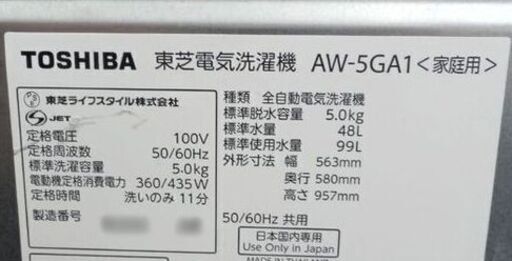 TOSHIBA 東芝電気洗濯機 AW-5GA1<家庭用>
東芝ライフスタイル株式会社
JET
定格電圧 100V
定格周波数 50/60Hz
標準洗濯容量 5.0kg
電動機定格消費電力 360/435W
定格時間 洗いのみ 11分
製造番号
種類 全自動電気洗濯機
標準脱水容量 5.0kg
標準水量 48L
標準使用水量 99L
外形寸法 幅 563mm
奥行 580mm
高さ 957mm
50/60Hz 共用
日本国内専用
Use Only in Japan
MADE IN THAILAND